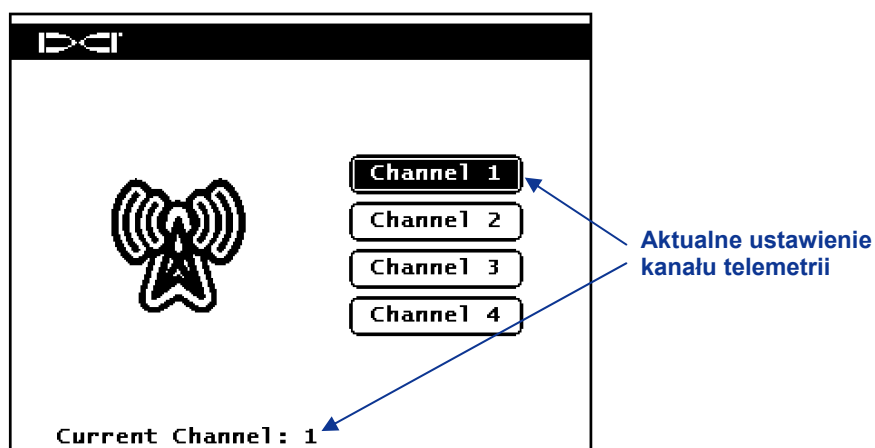 DCI
Channel 1
Channel 2
Channel 3
Channel 4
Aktualne ustawienie
kanału telemetrii
Current Channel: 1